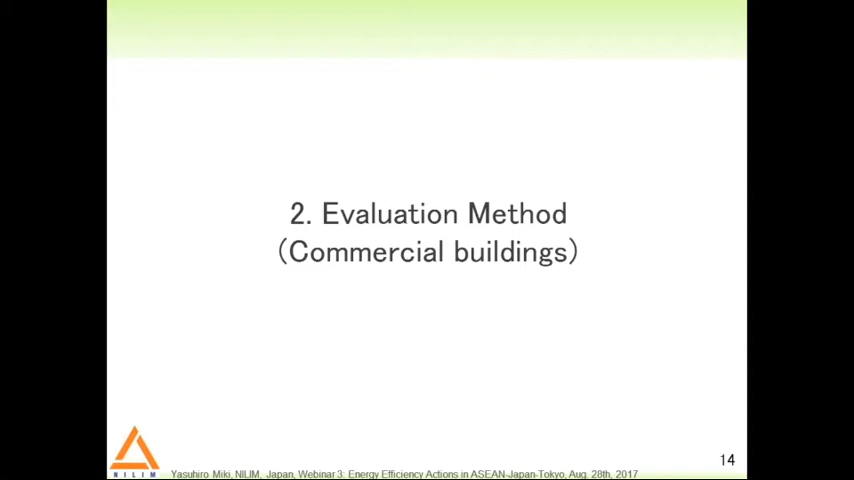 2. Evaluation Method
(Commercial buildings)
14
NILIM
Yasuhiro Miki, NILIM, Japan, Webinar 3: Energy Efficiency Actions in ASEAN-Japan-Tokyo, Aug. 28th, 2017